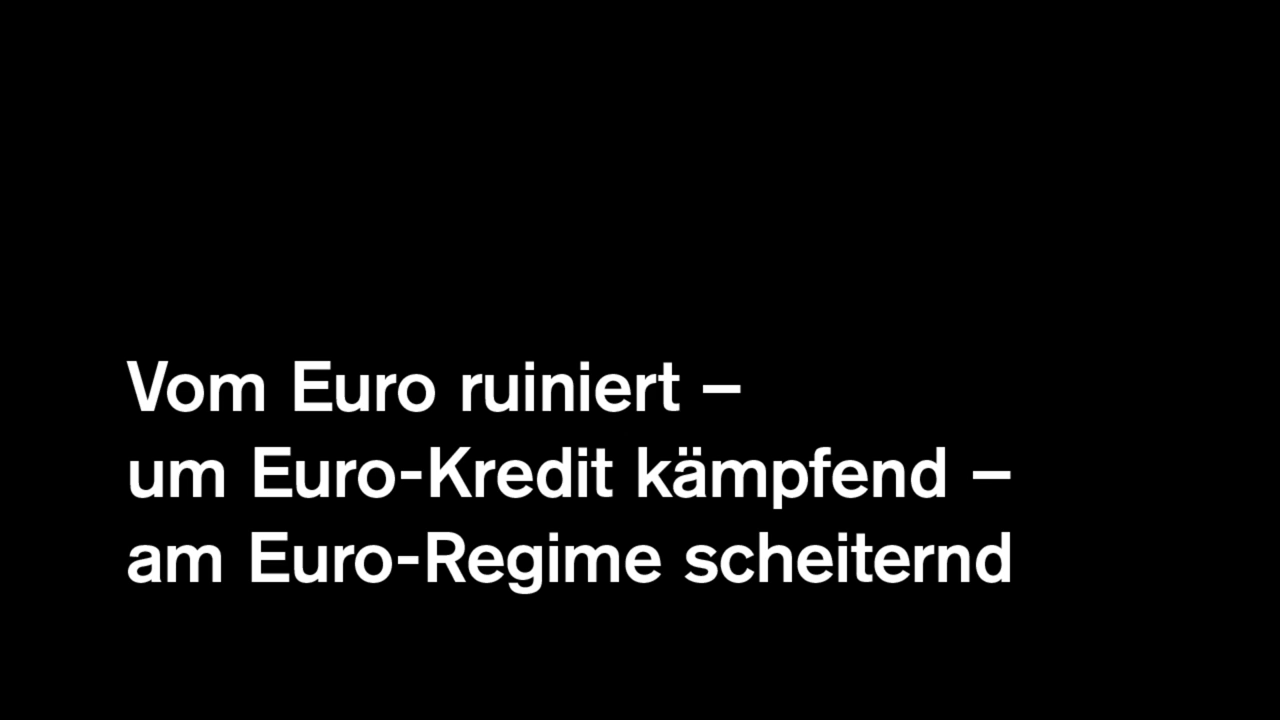 Vom Euro ruiniert –
um Euro-Kredit kämpfend –
am Euro-Regime scheiternd